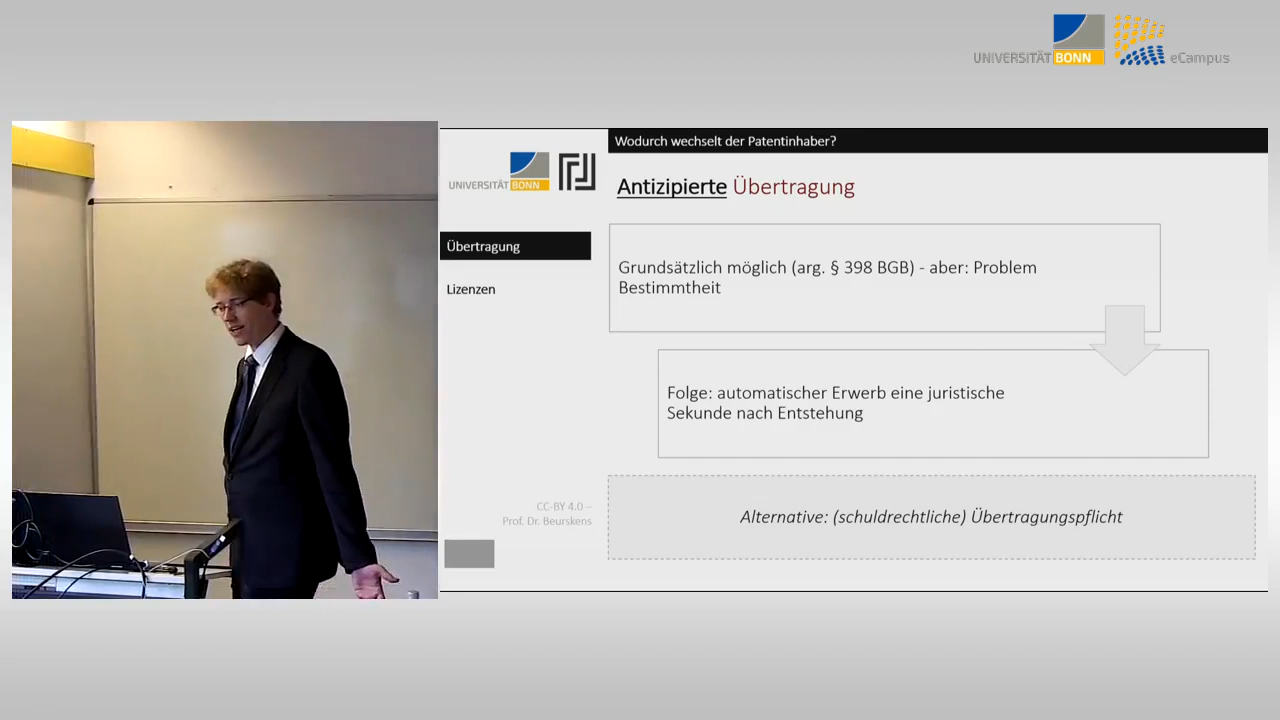 UNIVERSITÄT BONN eCampus
Wodurch wechselt der Patentinhaber?
UNIVERSITÄT BONN
Antizipierte Übertragung
Übertragung
Lizenzen
Grundsätzlich möglich (arg. § 398 BGB) - aber: Problem
Bestimmtheit
Folge: automatischer Erwerb eine juristische
Sekunde nach Entstehung
Alternative: (schuldrechtliche) Übertragungspflicht
CC-BY 4.0 –
Prof. Dr. Beurskens